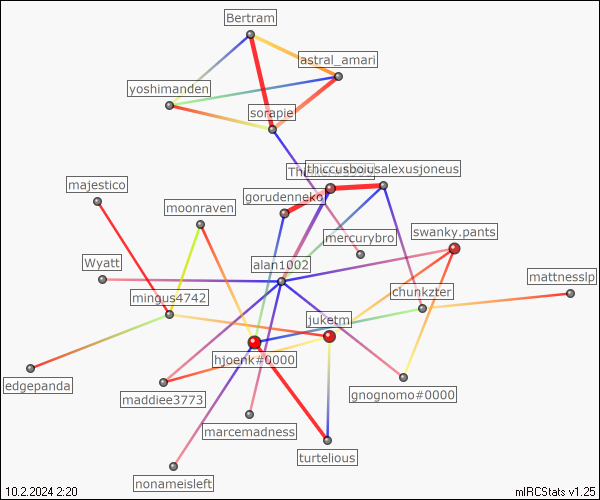 Bertram
astral_amari
yoshimanden
sorapie
thiccusboiusalexusjoneus
majestico
gorudenneko
moonraven
swanky.pants
mercurybro
Wyatt
alan1002
mingus4742
chunkzter
mattnesslp
juketm
hjoenk#0000
edgepanda
maddiee3773
gnognomo#0000
marcemadness
turtelious
nonameisleft
10.2.2024 2:20
mIRCStats v1.25